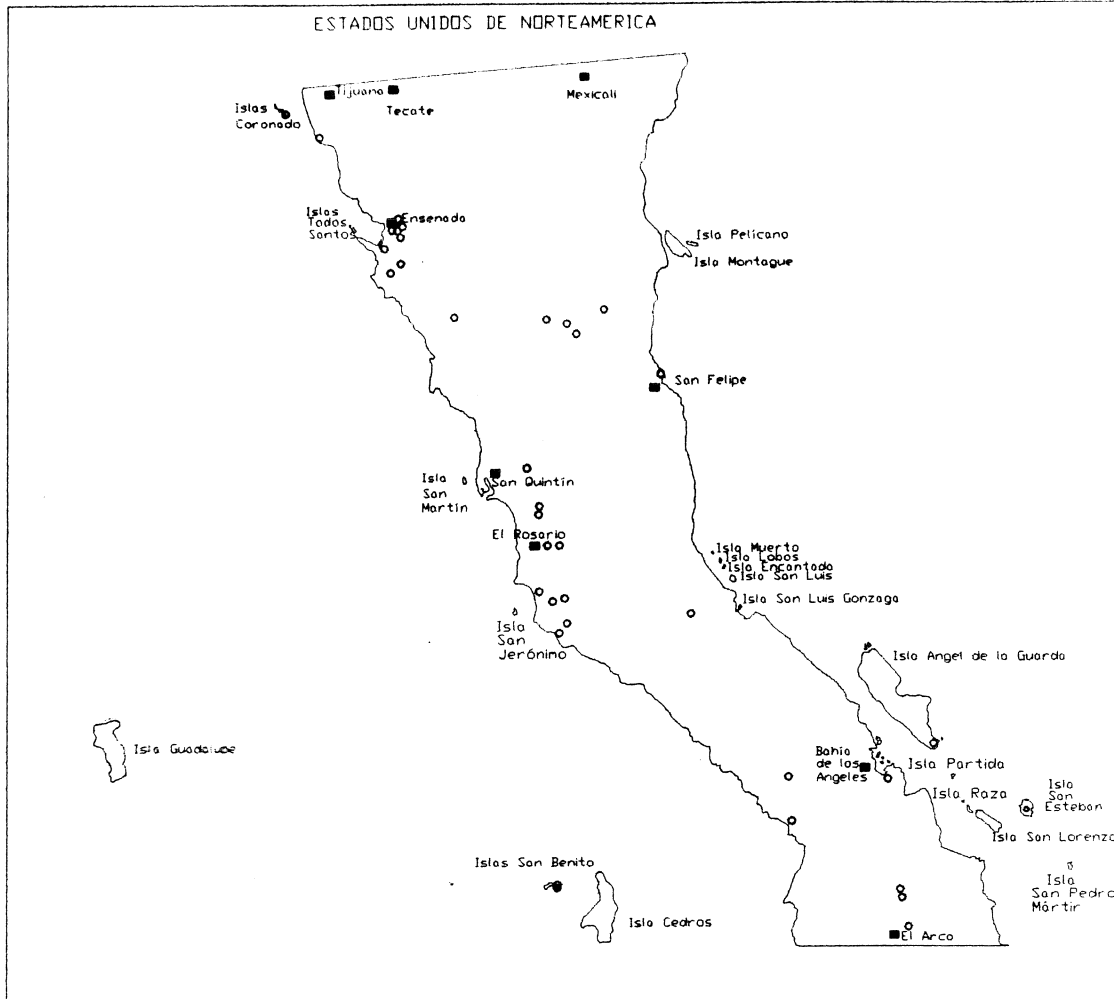 ESTADOS UNIDOS DE NORTEAMERICA
Tijuana
Mexicali
Islas
Coronado
Tecate
Islas
Todos
Santos
Ensenada
Isla Pelicano
Isla Montague
San Felipe
Isla
San
Martín
San Quintín
El Rosario
Isla Muerto
Isla Lobos
Isla Encantada
Isla San Luis
Isla San Luis Gonzaga
Isla
San
Jerónimo
Isla Angel de la Guarda
Isla Guadalupe
Bahía
de los
Angeles
Isla Partida
Isla Raza
Isla
San
Esteban
Isla San Lorenzo
Islas San Benito
Isla
San Pedro
Mártir
Isla Cedros
El Arco